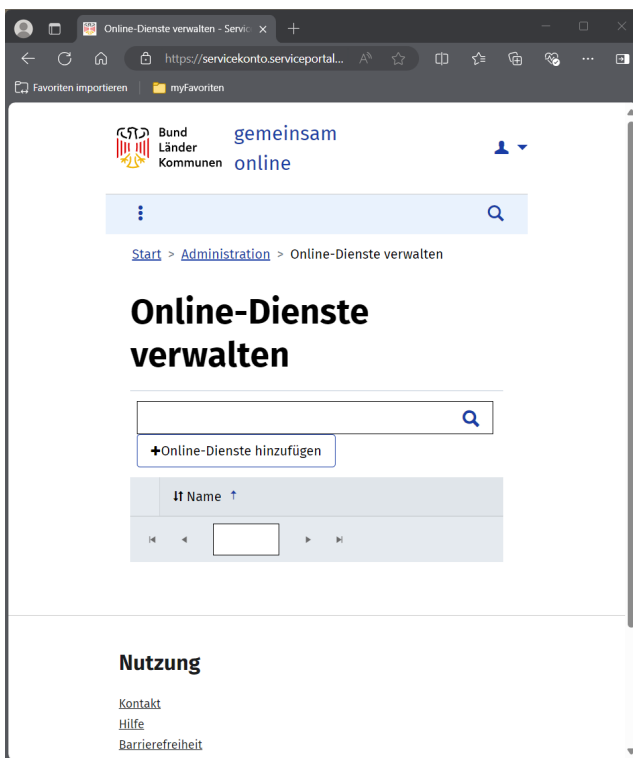 Online-Dienste verwalten - Servic
https://servicekonto.serviceportal...
Favoriten importieren
myFavoriten
Bund
Länder
Kommunen
gemeinsam
online
Start > Administration > Online-Dienste verwalten
Online-Dienste
verwalten
+Online-Dienste hinzufügen
Name
Nutzung
Kontakt
Hilfe
Barrierefreiheit